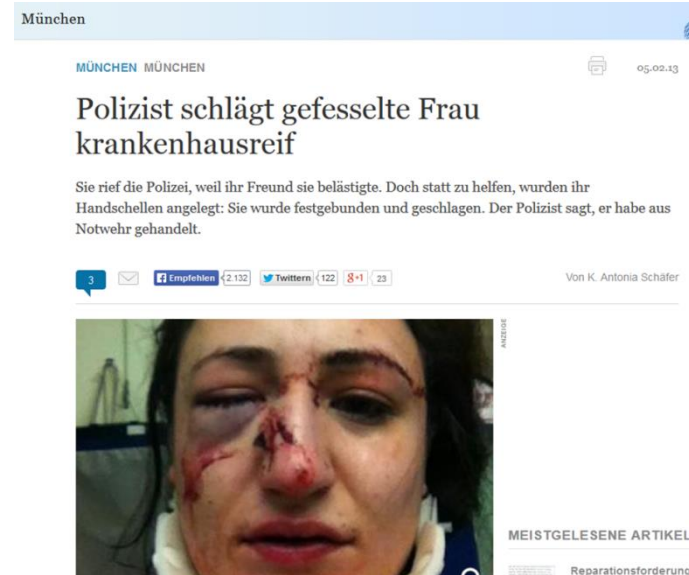 München
MÜNCHEN MÜNCHEN
05.02.13
Polizist schlägt gefesselte Frau
krankenhausreif
Sie rief die Polizei, weil ihr Freund sie belästigte. Doch statt zu helfen, wurden ihr
Handschellen angelegt: Sie wurde festgebunden und geschlagen. Der Polizist sagt, er habe aus
Notwehr gehandelt.
3 Empfehlen 2.132 Twittern 122 +1 23 Von K. Antonia Schäfer
ANZEIGE
MEISTGELESENE ARTIKEL
Reparationsforderung